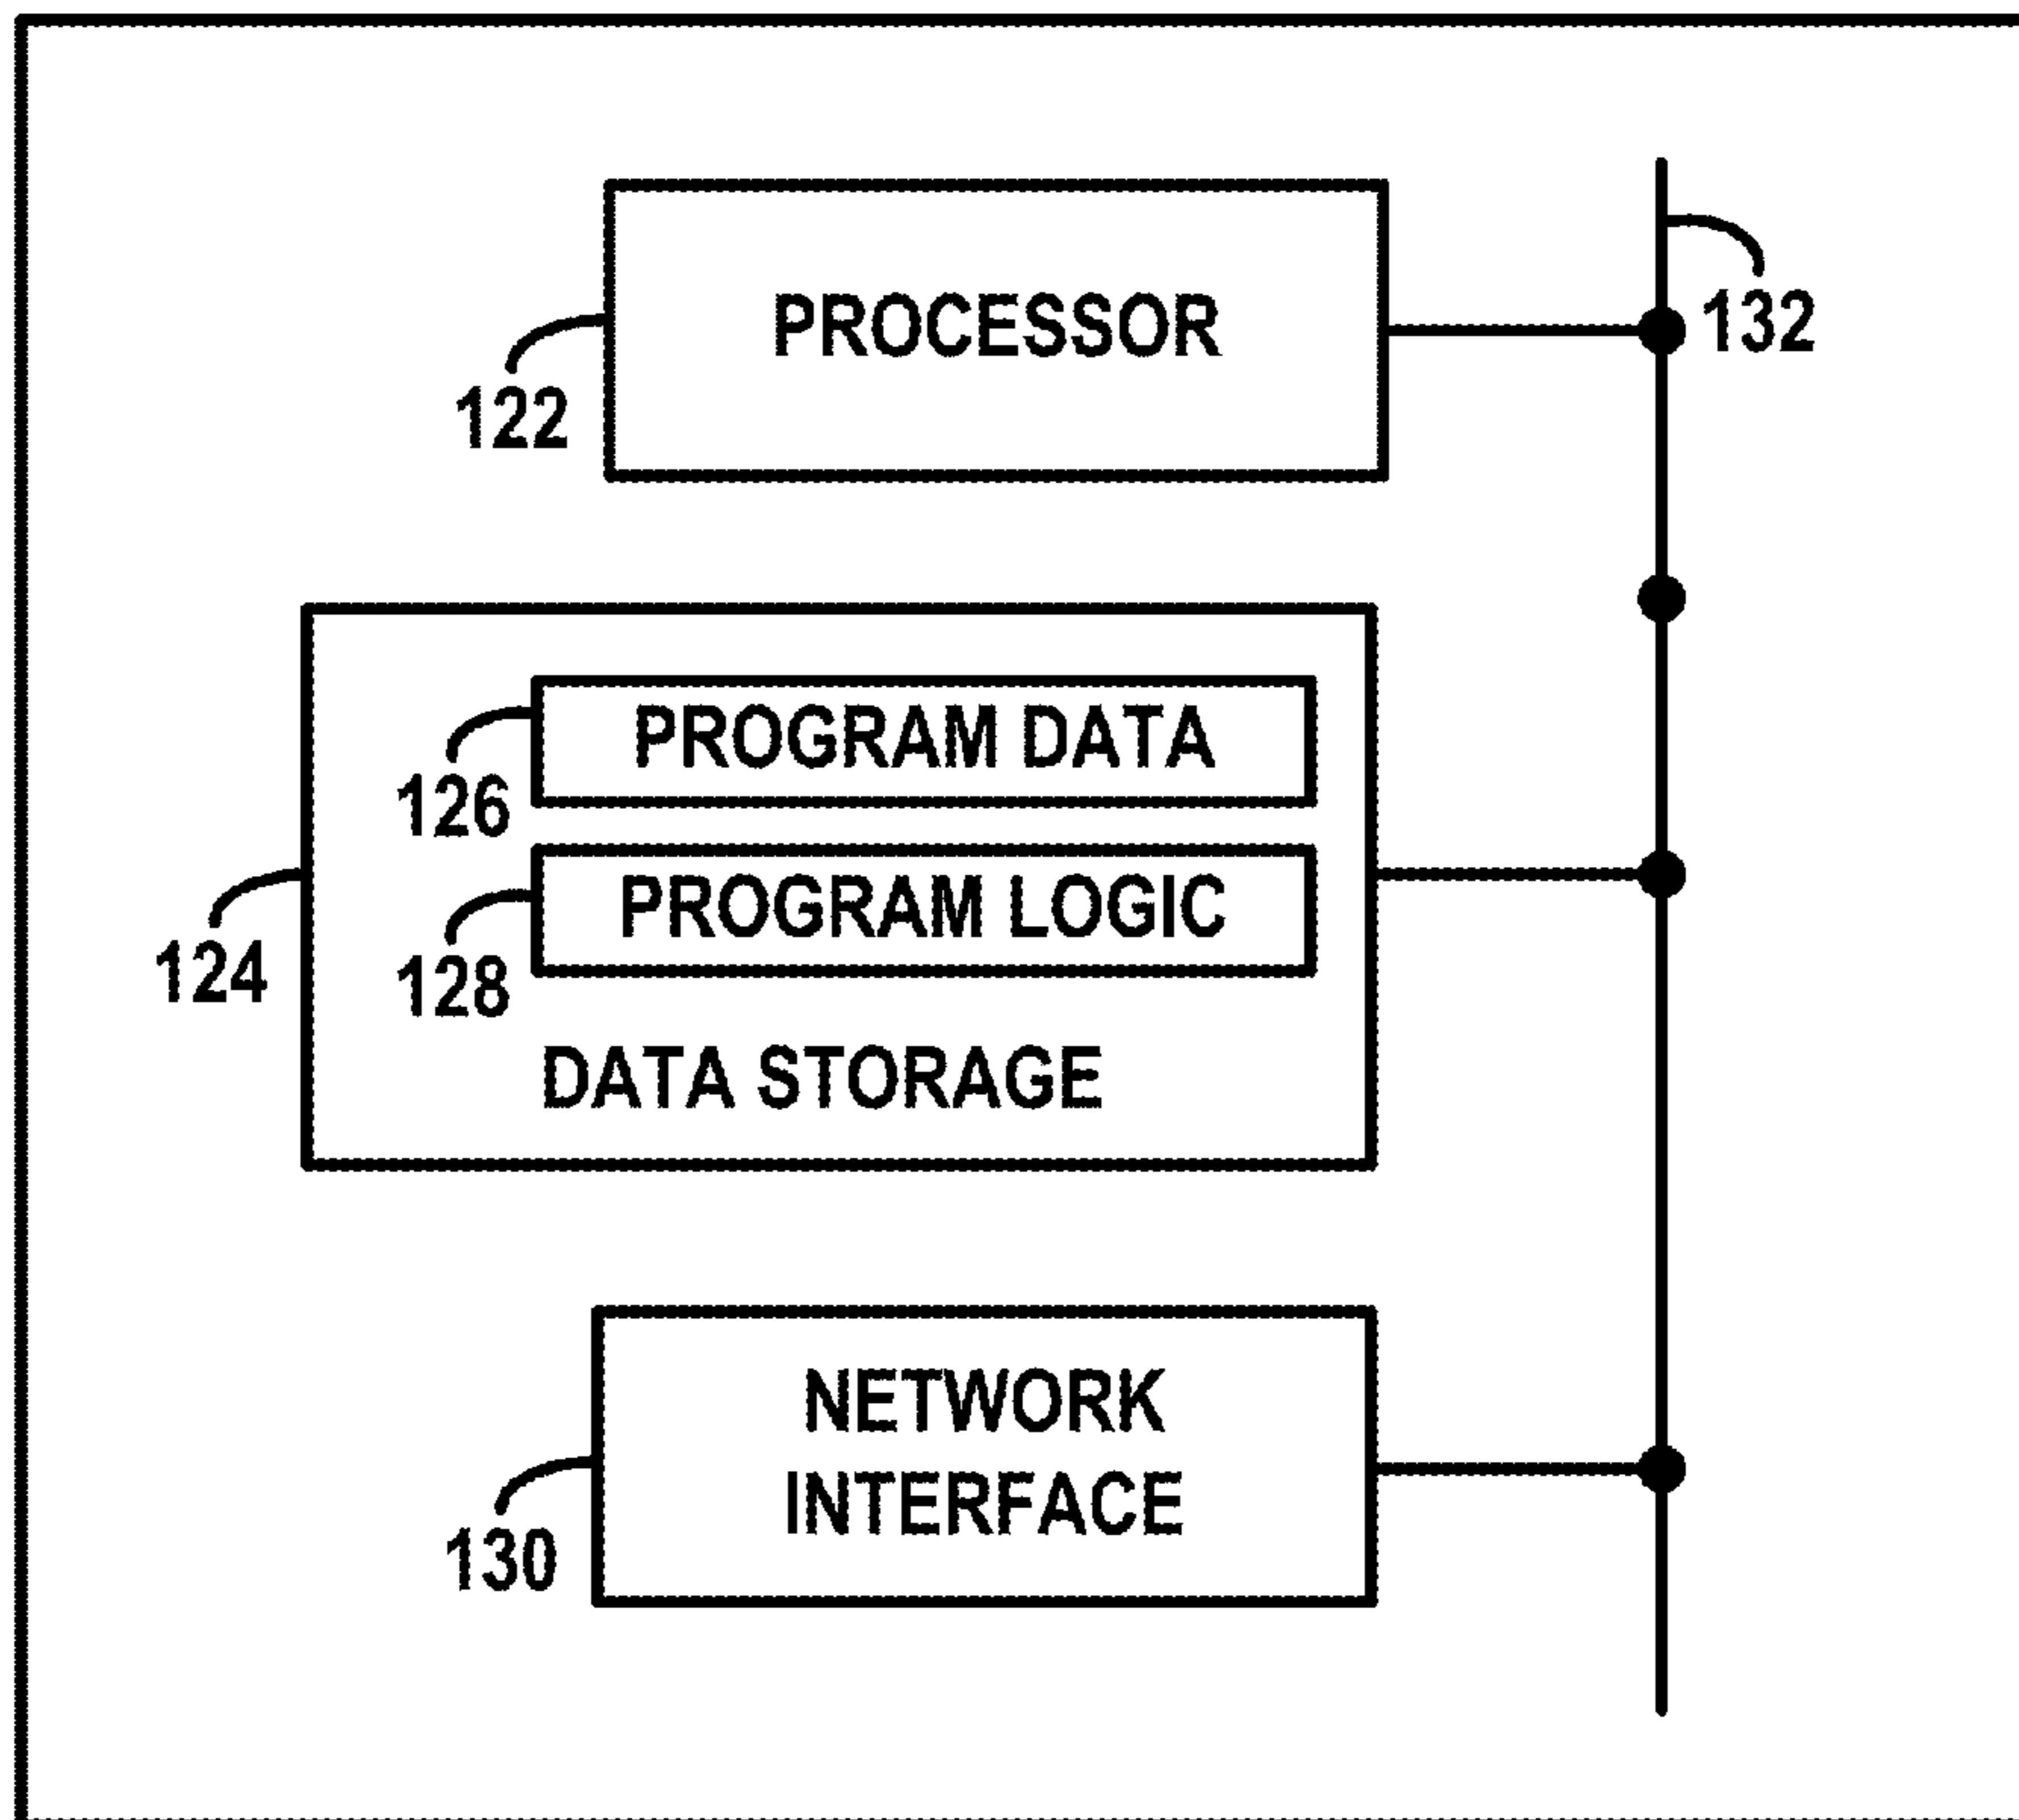 PROCESSOR
132
122
PROGRAM DATA
126
PROGRAM LOGIC
124
128
DATA STORAGE
NETWORK
INTERFACE
130